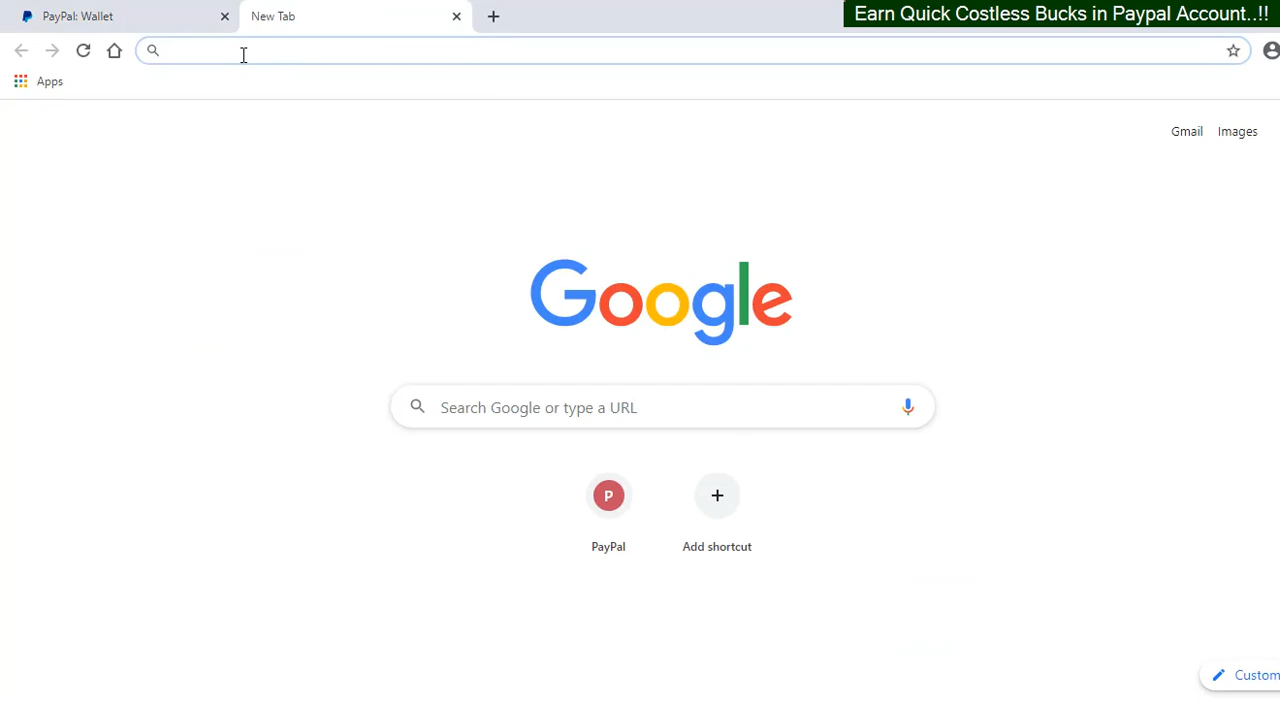 PayPal: Wallet
New Tab
Earn Quick Costless Bucks in Paypal Account..!!
Apps
Gmail Images
Google
Search Google or type a URL
P
PayPal
Add shortcut
Custom